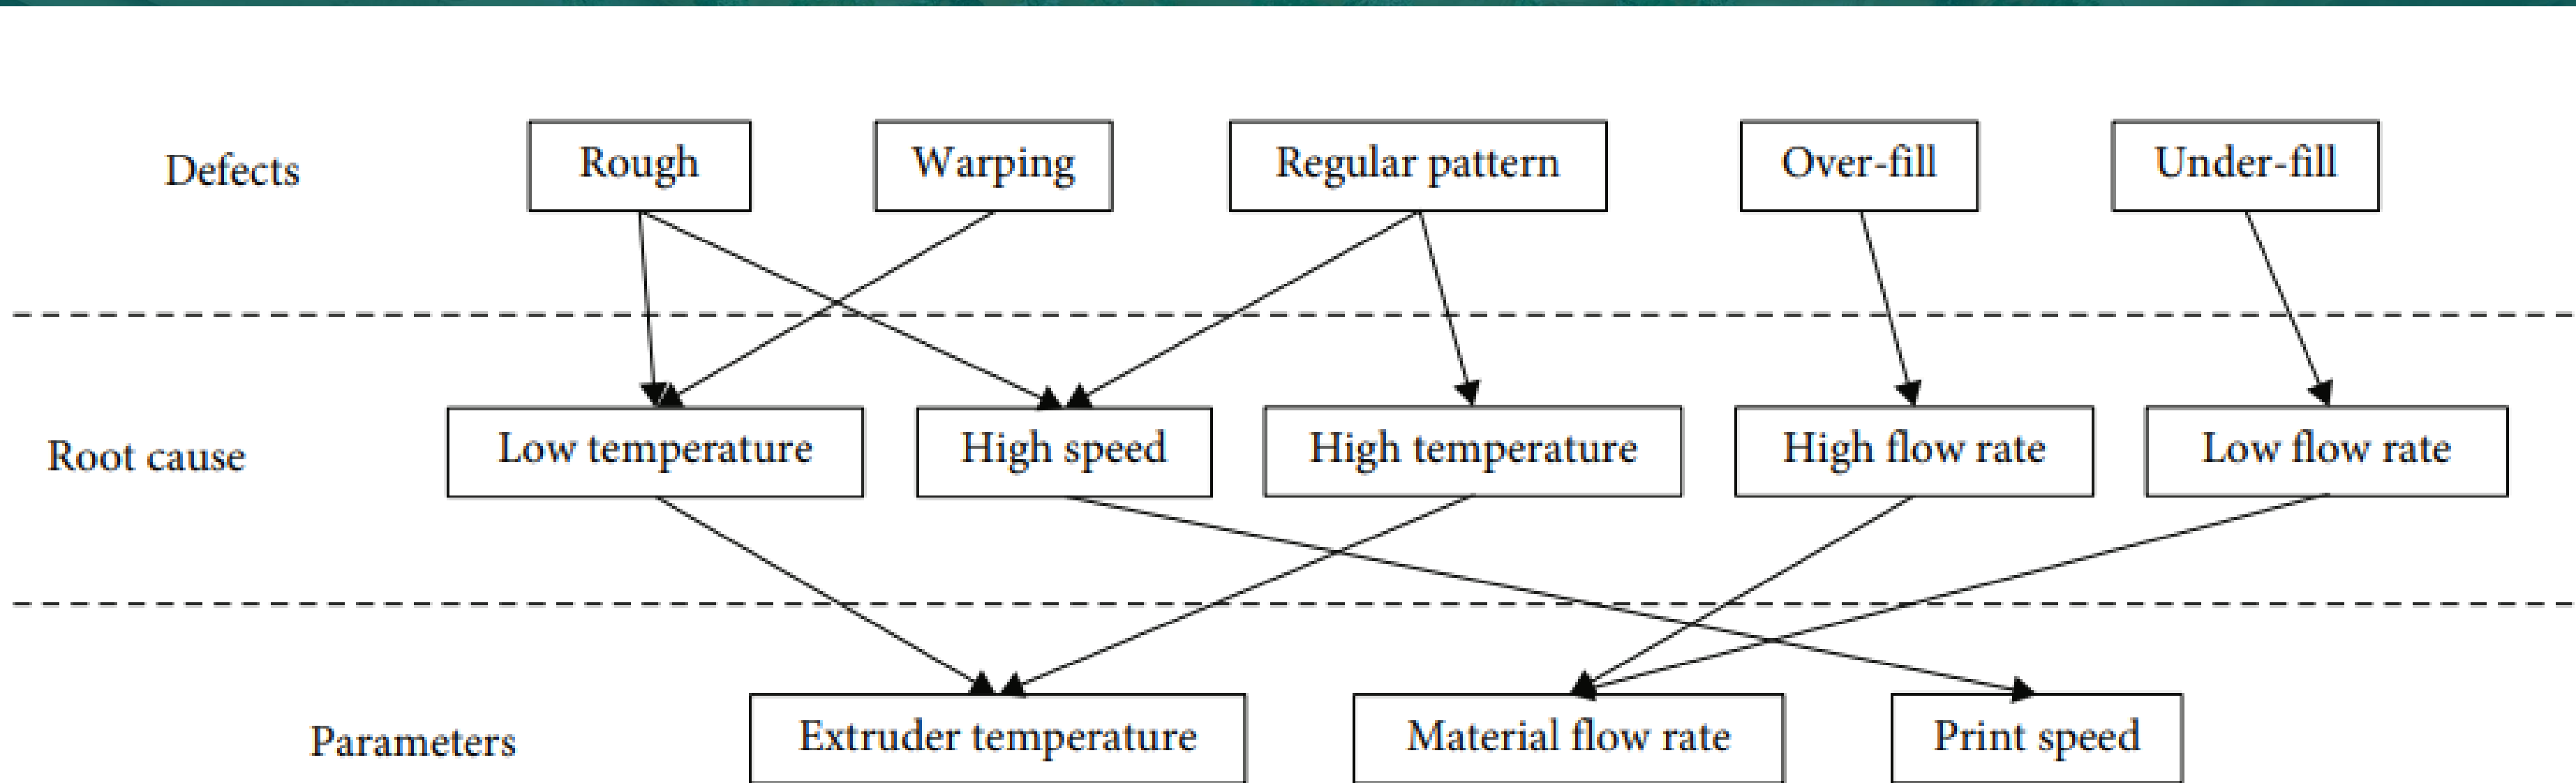 Defects
Rough
Warping
Regular pattern
Over-fill
Under-fill
Root cause
Low temperature
High speed
High temperature
High flow rate
Low flow rate
Parameters
Extruder temperature
Material flow rate
Print speed